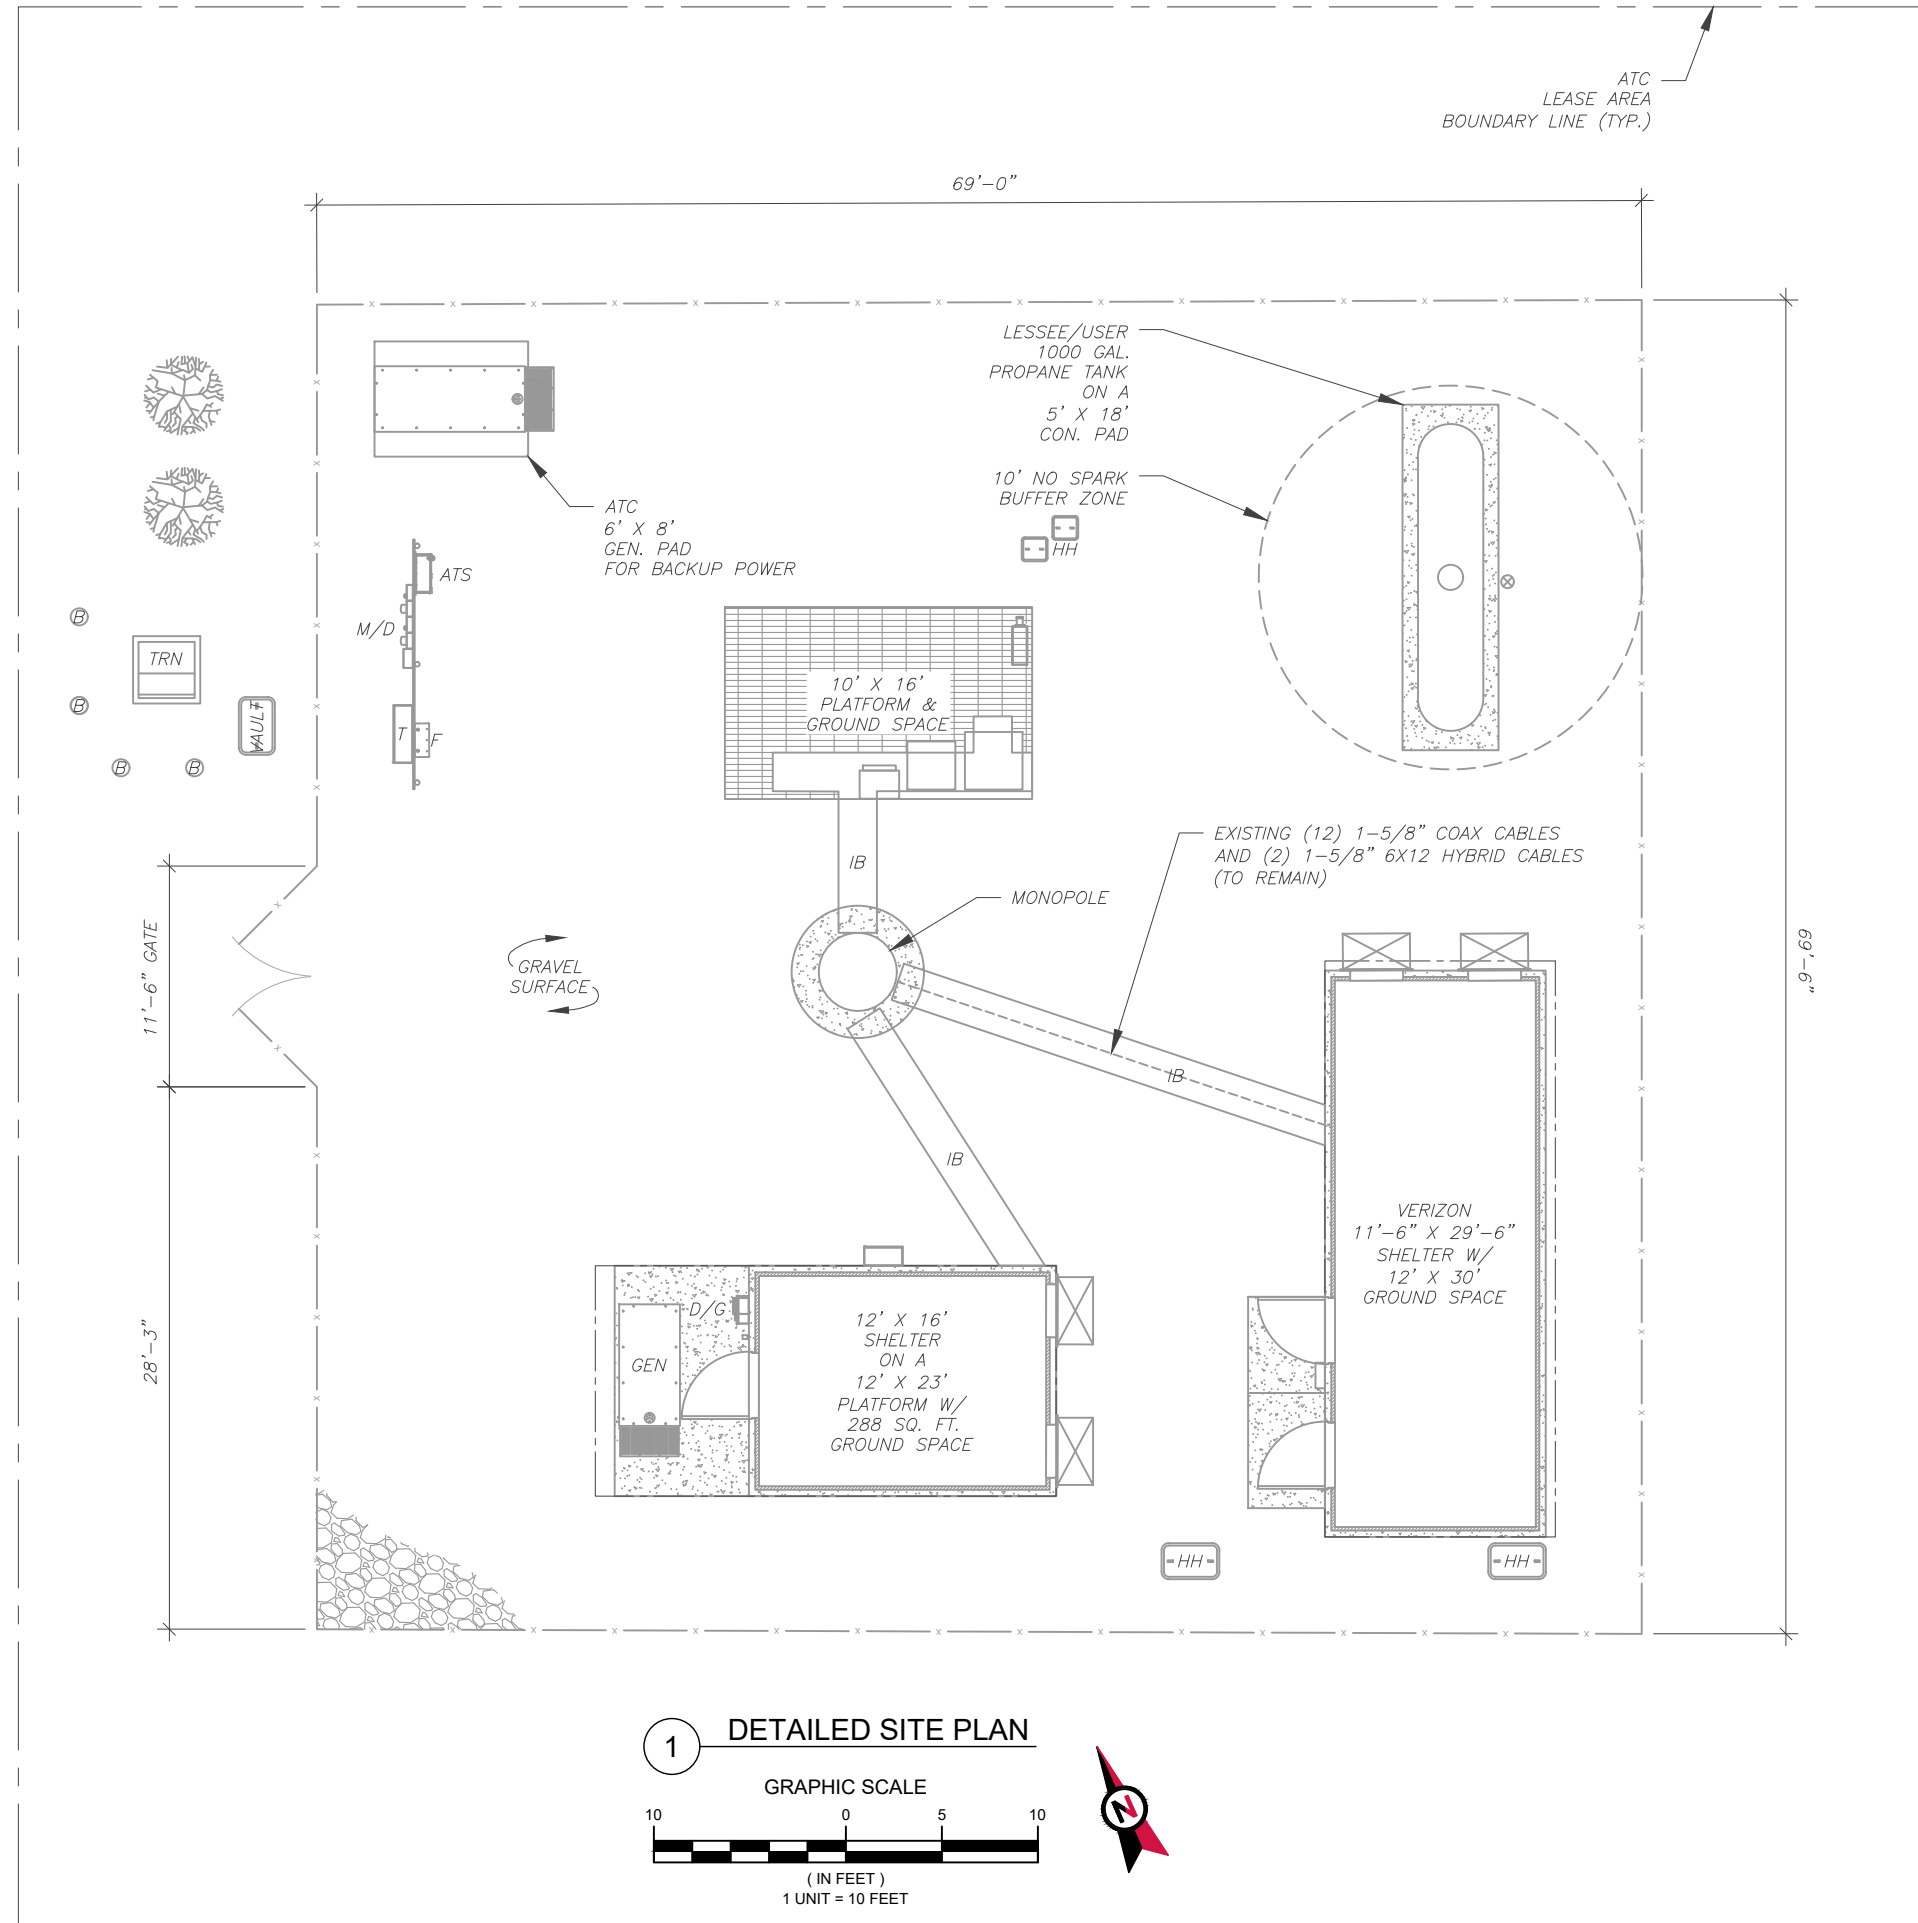 ATC
LEASE AREA
BOUNDARY LINE (TYP.)
69'-0"
LESSEE/USER
1000 GAL.
PROPANE TANK
ON A
5' X 18'
CON. PAD
10' NO SPARK
BUFFER ZONE
HH
ATC
6' X 8'
GEN. PAD
FOR BACKUP POWER
ATS
M/D
B
TRN
B
VAULT
T
F
B
B
10' X 16'
PLATFORM &
GROUND SPACE
EXISTING (12) 1-5/8" COAX CABLES
AND (2) 1-5/8" 6X12 HYBRID CABLES
(TO REMAIN)
IB
MONOPOLE
11'-6" GATE
GRAVEL
SURFACE
69'-6"
IB
IB
VERIZON
11'-6" X 29'-6"
SHELTER W/
12' X 30'
GROUND SPACE
28'-3"
D/G
GEN
12' X 16'
SHELTER
ON A
12' X 23'
PLATFORM W/
288 SQ. FT.
GROUND SPACE
HH
HH
1
DETAILED SITE PLAN
GRAPHIC SCALE
10 0 5 10
( IN FEET )
1 UNIT = 10 FEET
N